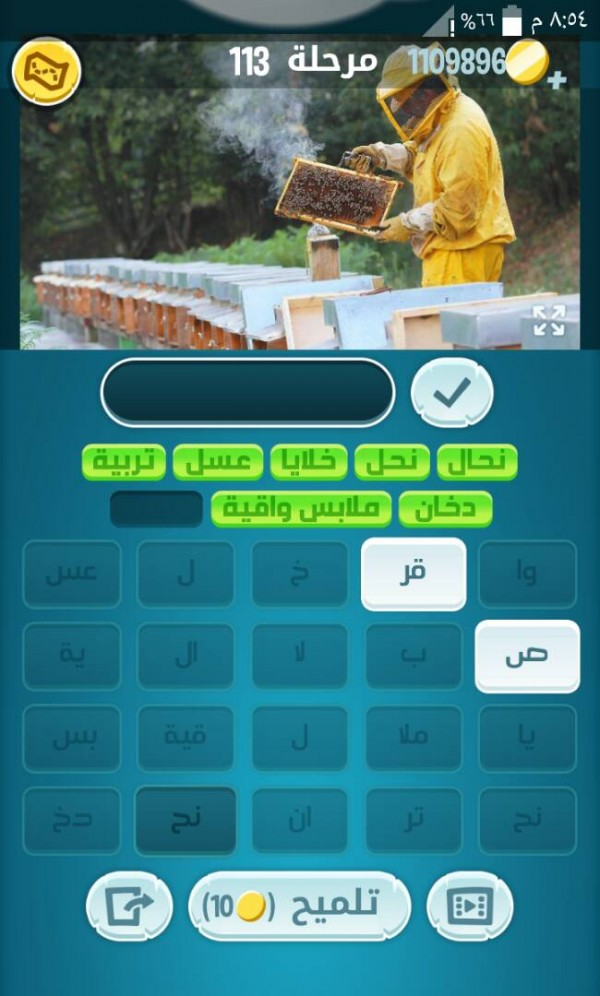 ٨:٥٤ م ٦٦%
مرحلة 113 1109896
نحال نحل خلايا عسل تربية
دخان ملابس واقية
وا قر خ ل عس
ص ب لا ال ية
يا ملا ل قية بس
نح تر ان نح دخ
تلميح (10)